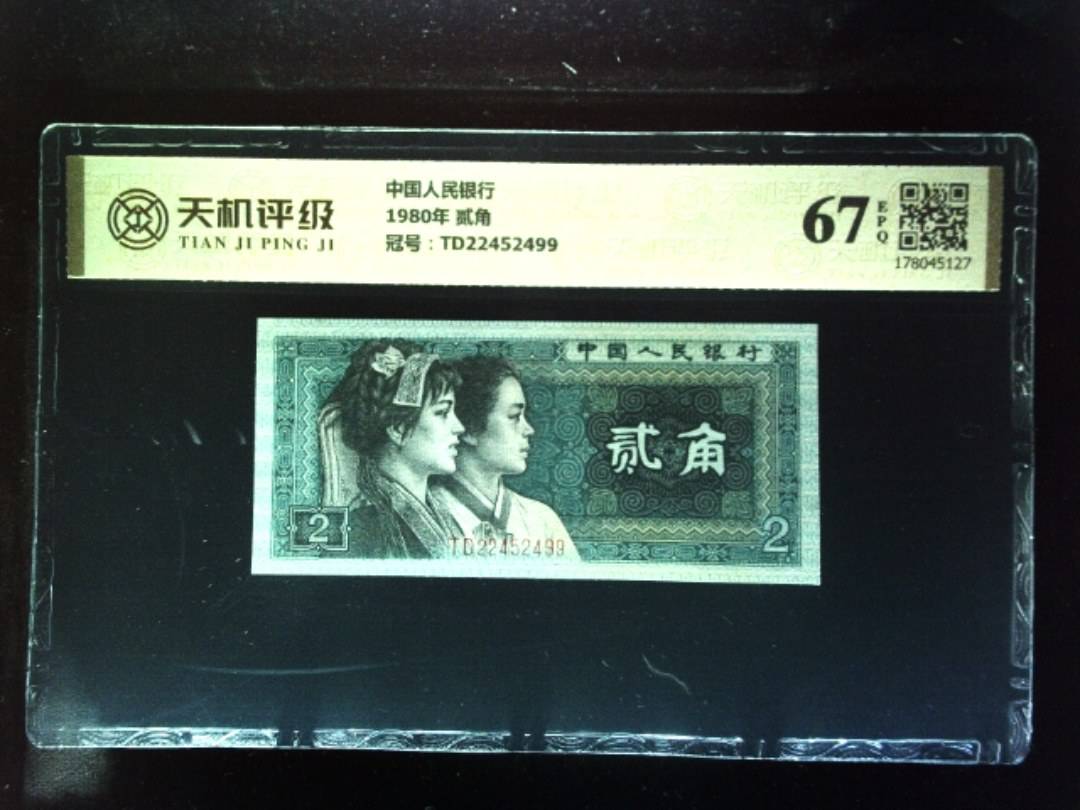 天机评级
TIAN JI PING JI
中国人民银行
1980年 贰角
冠号：TD22452499
67
EPQ
178045127
中国人民银行
贰角
2
TD22452499
2